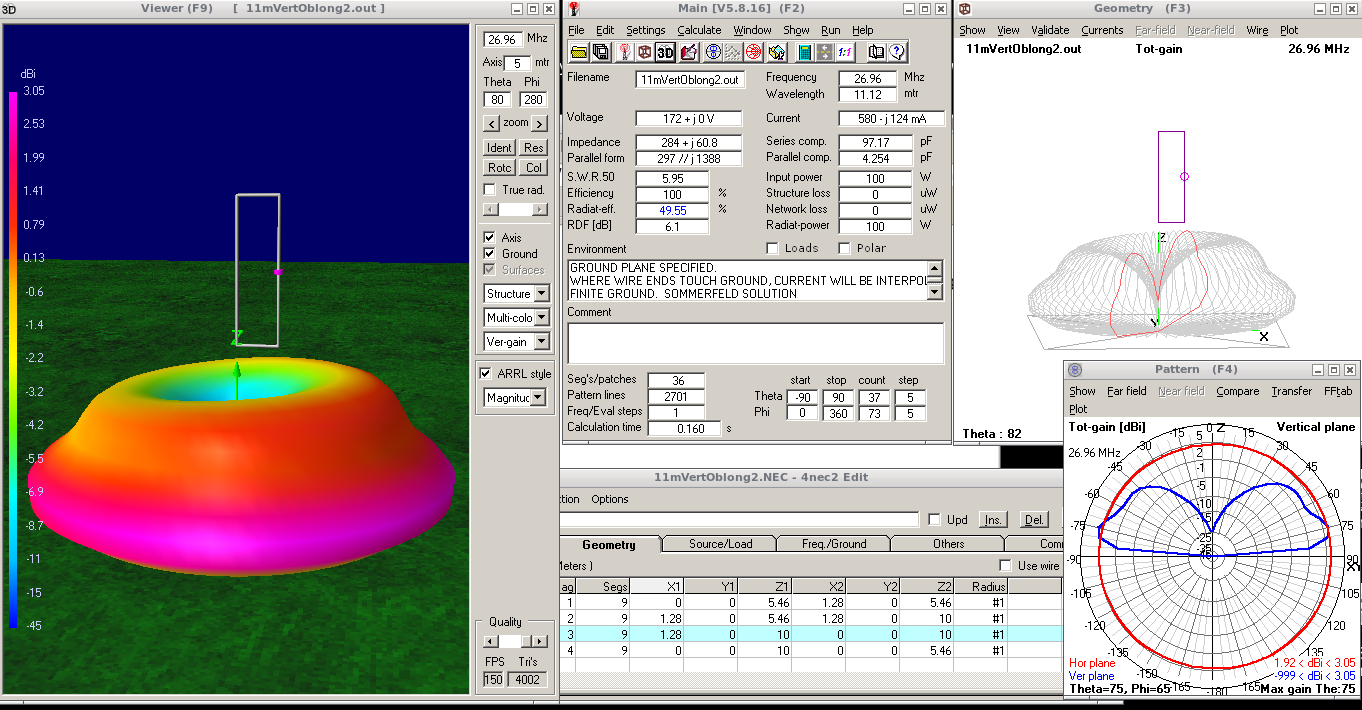 3D Viewer (F9) [ 11mVertOblong2.out ]
dBi
3.05
2.53
1.99
1.41
0.79
0.13
-0.6
-1.4
-2.2
-3.2
-4.2
-5.5
-6.9
-8.7
-11
-15
-45
Z
26.96 Mhz
Axis 5 mtr
Theta Phi
80 280
< zoom >
Ident Res
Rotc Col
True rad.
Axis
Ground
Surfaces
Structure
Multi-colo
Ver-gain
ARRL style
Magnituc
Quality
FPS Tri's
150 4002
Main [V5.8.16] (F2)
File Edit Settings Calculate Window Show Run Help
3D 1:1
Filename 11mVertOblong2.out Frequency 26.96 Mhz
Wavelength 11.12 mtr
Voltage 172 + j 0 V Current 580 - j 124 mA
Impedance 284 + j 60.8 Series comp. 97.17 pF
Parallel form 297 // j 1388 Parallel comp. 4.254 pF
S.W.R.50 5.95 Input power 100 W
Efficiency 100 % Structure loss 0 uW
Radiat-eff. 49.55 % Network loss 0 uW
RDF [dB] 6.1 Radiat-power 100 W
Environment Loads Polar
GROUND PLANE SPECIFIED.
WHERE WIRE ENDS TOUCH GROUND, CURRENT WILL BE INTERPOL
FINITE GROUND. SOMMERFELD SOLUTION
Comment
Seg's/patches 36 start stop count step
Pattern lines 2701 Theta -90 90 37 5
Freq/Eval steps 1 Phi 0 360 73 5
Calculation time 0.160 s
11mVertOblong2.NEC - 4nec2 Edit
tion Options
Upd Ins. Del.
Geometry Source/Load Freq./Ground Others Com
Meters ) Use wire
ag Segs X1 Y1 Z1 X2 Y2 Z2 Radius
1 9 0 0 5.46 1.28 0 5.46 #1
2 9 1.28 0 5.46 1.28 0 10 #1
3 9 1.28 0 10 0 0 10 #1
4 9 0 0 10 0 0 5.46 #1
Geometry (F3)
Show View Validate Currents Far-field Near-field Wire Plot
11mVertOblong2.out Tot-gain 26.96 MHz
Z
Y
X
Theta : 82
Pattern (F4)
Show Far field Near field Compare Transfer FFtab
Plot
Tot-gain [dBi] Vertical plane
26.96 MHz
-15 5 0 Z 15
-30 2 30
-45 -1 45
-60 -5 60
-75 -10 75
-15
-25
-45
-90 90 X
-105 105
-120 120
-135 135
-150 -165 -180 165 150
Hor plane 1.92 < dBi < 3.05
Ver plane -999 < dBi < 3.05
Theta=75, Phi=65 Max gain The:75